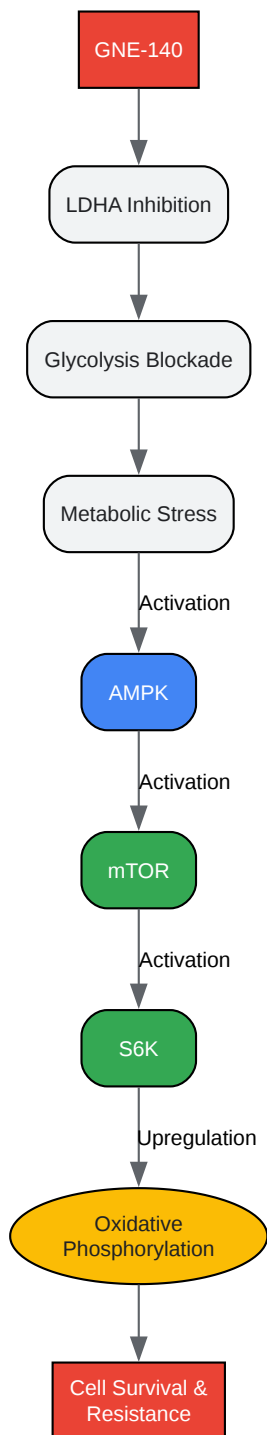 GNE-140
LDHA Inhibition
Glycolysis Blockade
Metabolic Stress
Activation
AMPK
Activation
mTOR
Activation
S6K
Upregulation
Oxidative
Phosphorylation
Cell Survival &
Resistance